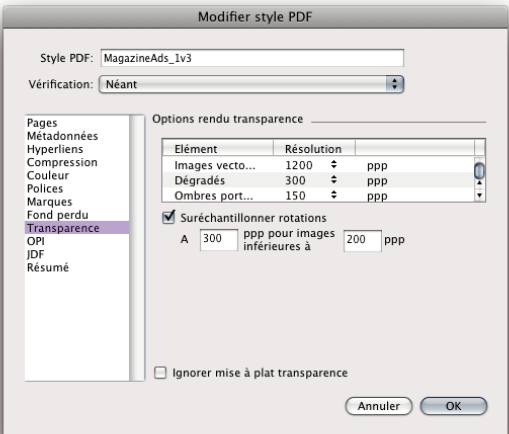 Modifier style PDF
Style PDF: MagazineAds_1v3
Vérification: Néant
Pages
Métadonnées
Hyperliens
Compression
Couleur
Polices
Marques
Fond perdu
Transparence
OPI
JDF
Résumé
Options rendu transparence
Elément Résolution
Images vecto... 1200 ppp
Dégradés 300 ppp
Ombres port... 150 ppp
Suréchantillonner rotations
A 300 ppp pour images inférieures à 200 ppp
Ignorer mise à plat transparence
Annuler OK